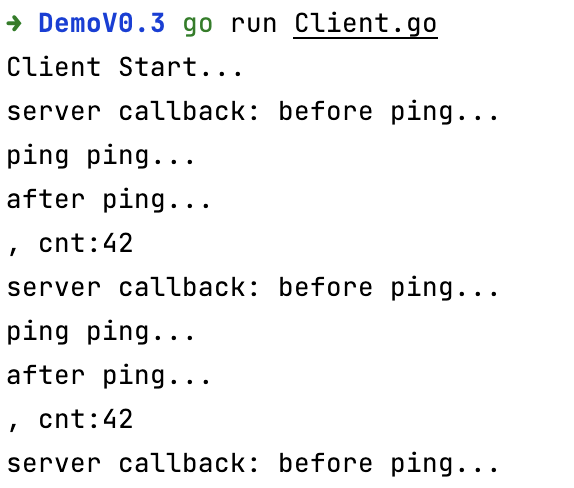 ➜ DemoV0.3 go run Client.go
Client Start...
server callback: before ping...
ping ping...
after ping...
, cnt:42
server callback: before ping...
ping ping...
after ping...
, cnt:42
server callback: before ping...